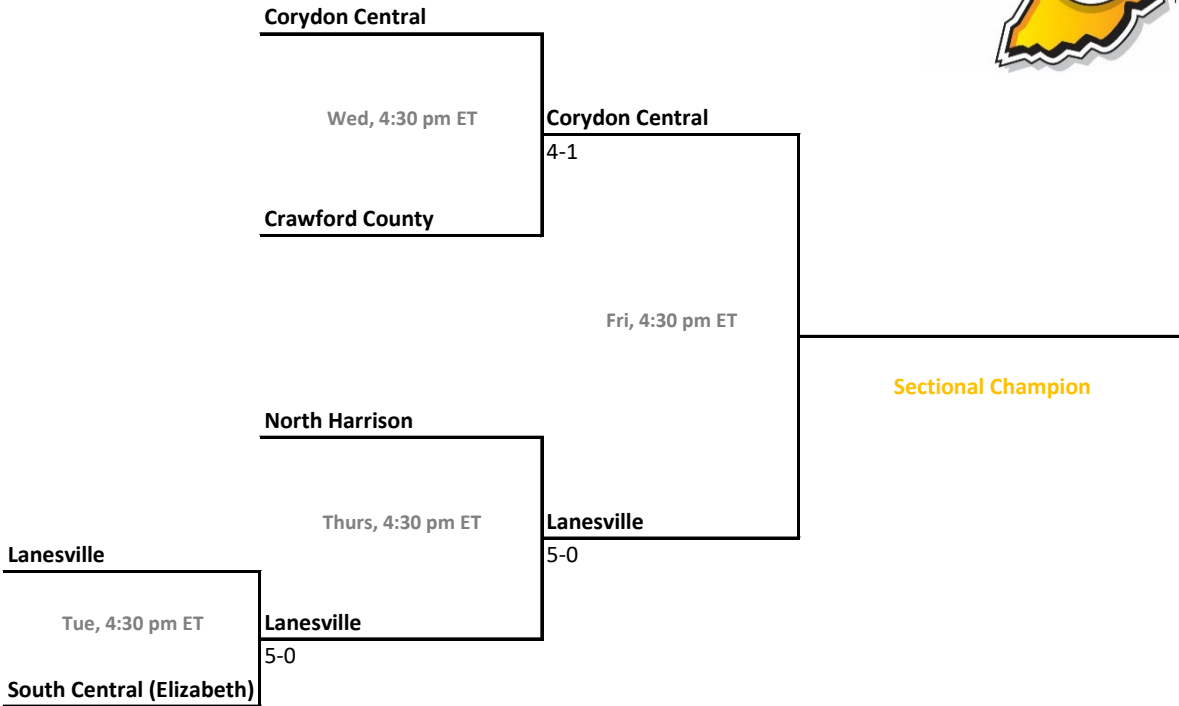 Corydon Central
Wed, 4:30 pm ET
Corydon Central
4-1
Crawford County
Fri, 4:30 pm ET
Sectional Champion
North Harrison
Thurs, 4:30 pm ET
Lanesville
5-0
Lanesville
Tue, 4:30 pm ET
Lanesville
5-0
South Central (Elizabeth)